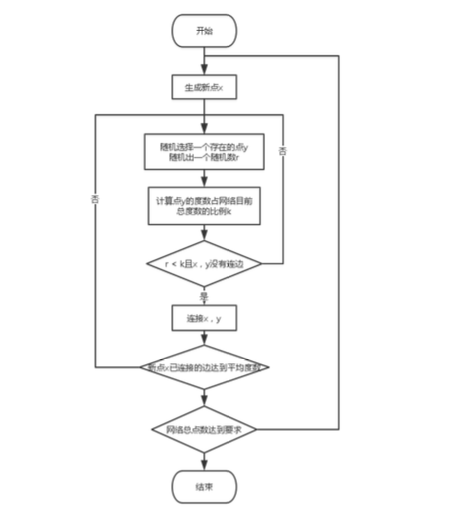 开始
生成新点x
随机选择一个存在的点y
随机出一个随机数r
否
计算点y的度数占网络目前
总度数的比例k
否
r < k且x，y没有连边
是
连接x，y
新点x已连接的边达到平均度数
网络总点数达到要求
结束